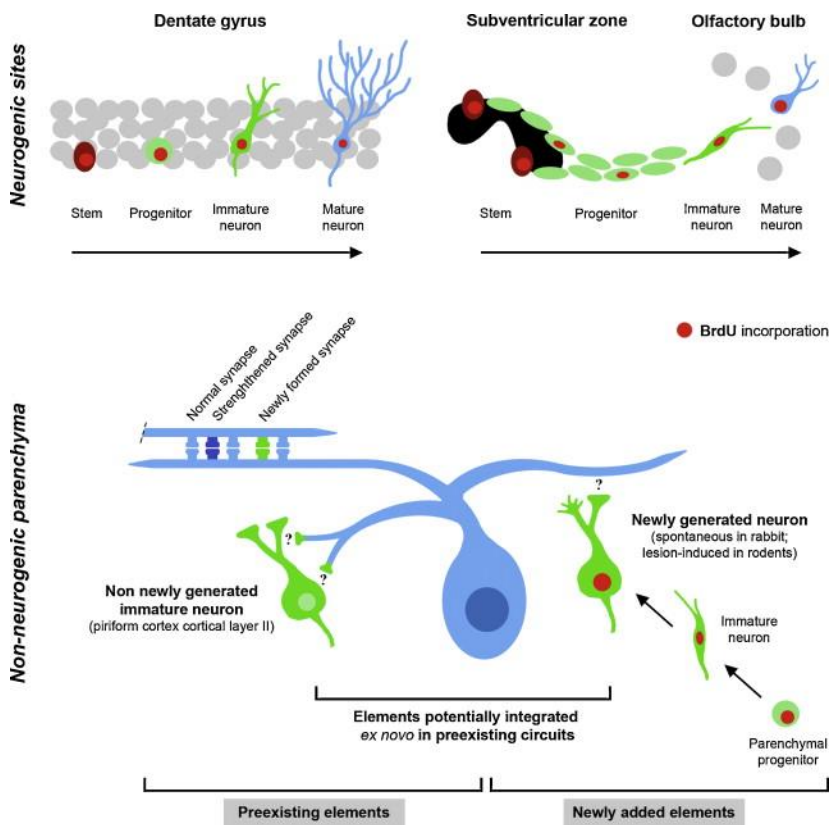 Dentate gyrus
Subventricular zone
Olfactory bulb
Neurogenic sites
Stem
Progenitor
Immature
neuron
Mature
neuron
Stem
Progenitor
Immature
neuron
Mature
neuron
BrdU incorporation
Normal synapse
Strenghthened synapse
Newly formed synapse
Non-neurogenic parenchyma
?
?
?
Newly generated neuron
(spontaneous in rabbit;
lesion-induced in rodents)
Non newly generated
immature neuron
(piriform cortex cortical layer II)
Immature
neuron
Elements potentially integrated
ex novo in preexisting circuits
Parenchymal
progenitor
Preexisting elements
Newly added elements